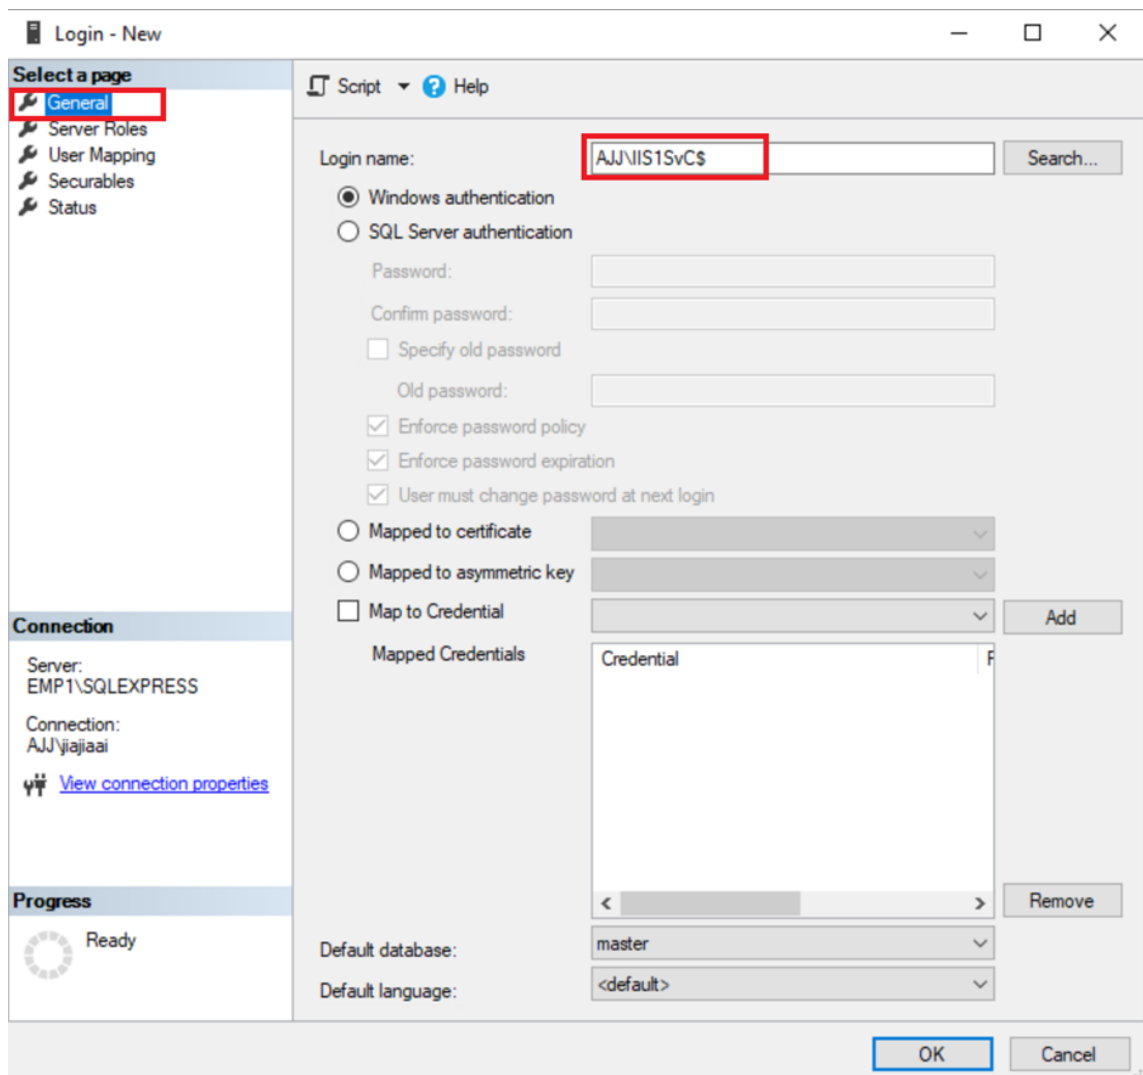 Login - New
Select a page
General
Server Roles
User Mapping
Securables
Status
Script Help
Login name: AJJ\IIS1SvC$ Search...
Windows authentication
SQL Server authentication
Password:
Confirm password:
Specify old password
Old password:
Enforce password policy
Enforce password expiration
User must change password at next login
Mapped to certificate
Mapped to asymmetric key
Map to Credential Add
Mapped Credentials Credential
Remove
Default database: master
Default language: <default>
Connection
Server:
EMP1\SQLEXPRESS
Connection:
AJJ\jiajiaai
View connection properties
Progress
Ready
OK Cancel